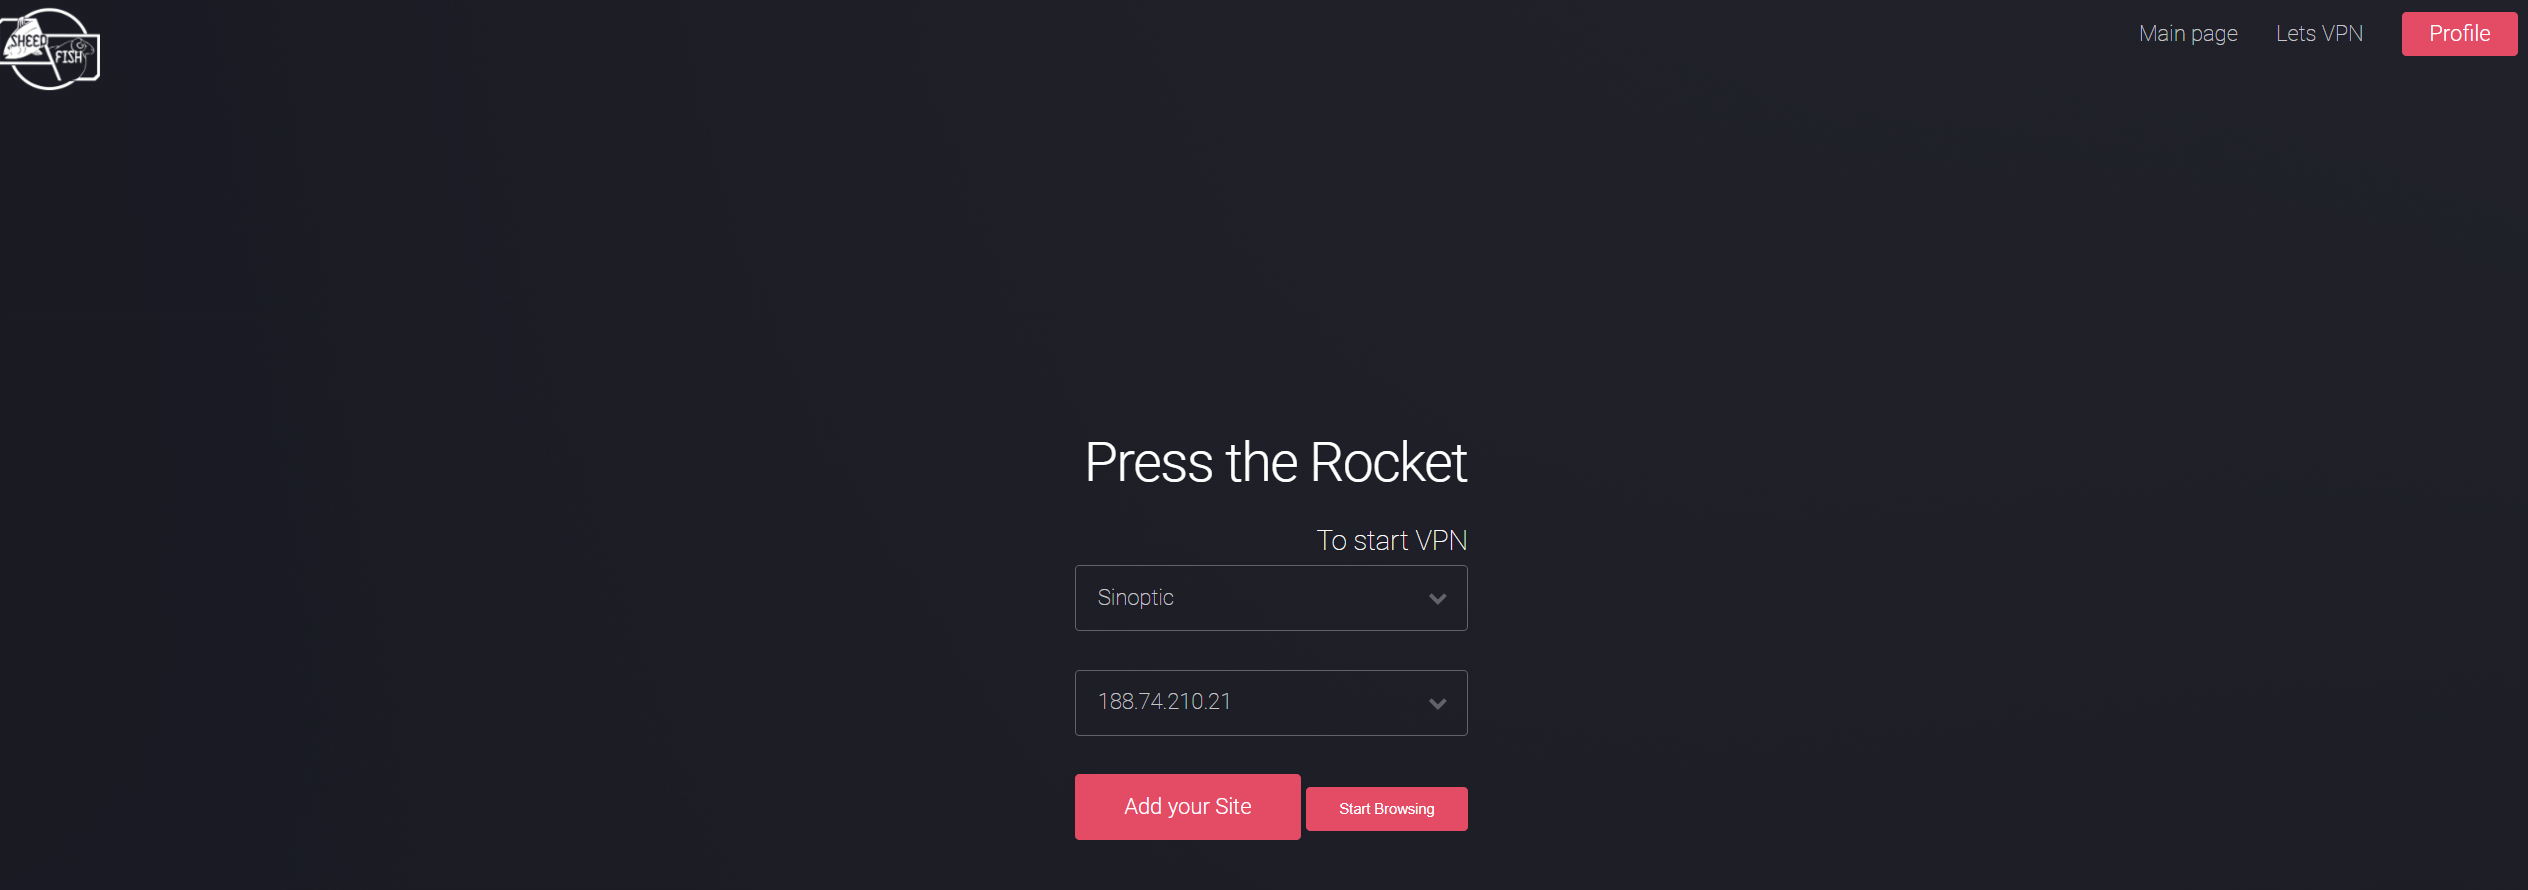 SHEEP
FISH
Main page
Lets VPN
Profile
Press the Rocket
To start VPN
Sinoptic
188.74.210.21
Add your Site
Start Browsing